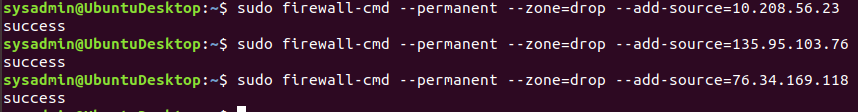 sysadmin@UbuntuDesktop:~$ sudo firewall-cmd --permanent --zone=drop --add-source=10.208.56.23
success
sysadmin@UbuntuDesktop:~$ sudo firewall-cmd --permanent --zone=drop --add-source=135.95.103.76
success
sysadmin@UbuntuDesktop:~$ sudo firewall-cmd --permanent --zone=drop --add-source=76.34.169.118
success